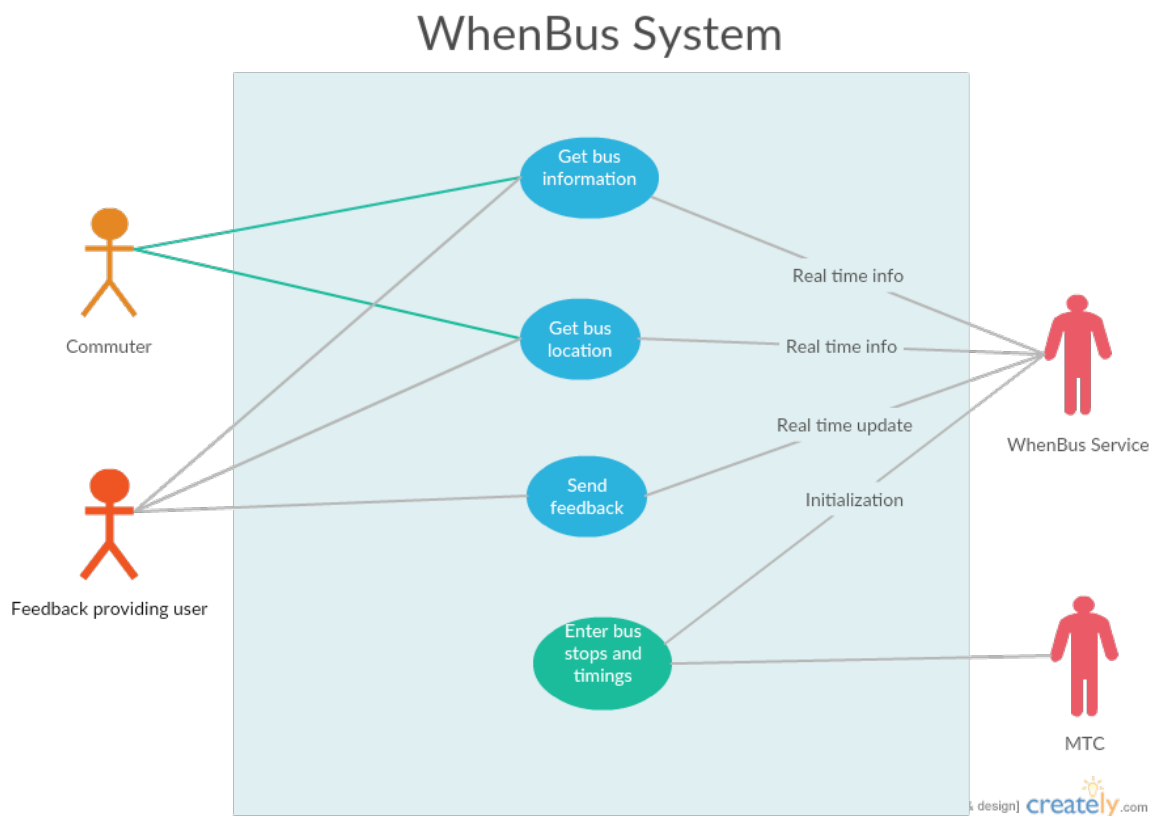 WhenBus System
Get bus
information
Real time info
Commuter
Get bus
location
Real time info
WhenBus Service
Real time update
Send
feedback
Initialization
Feedback providing user
Enter bus
stops and
timings
MTC
& design] creately.com